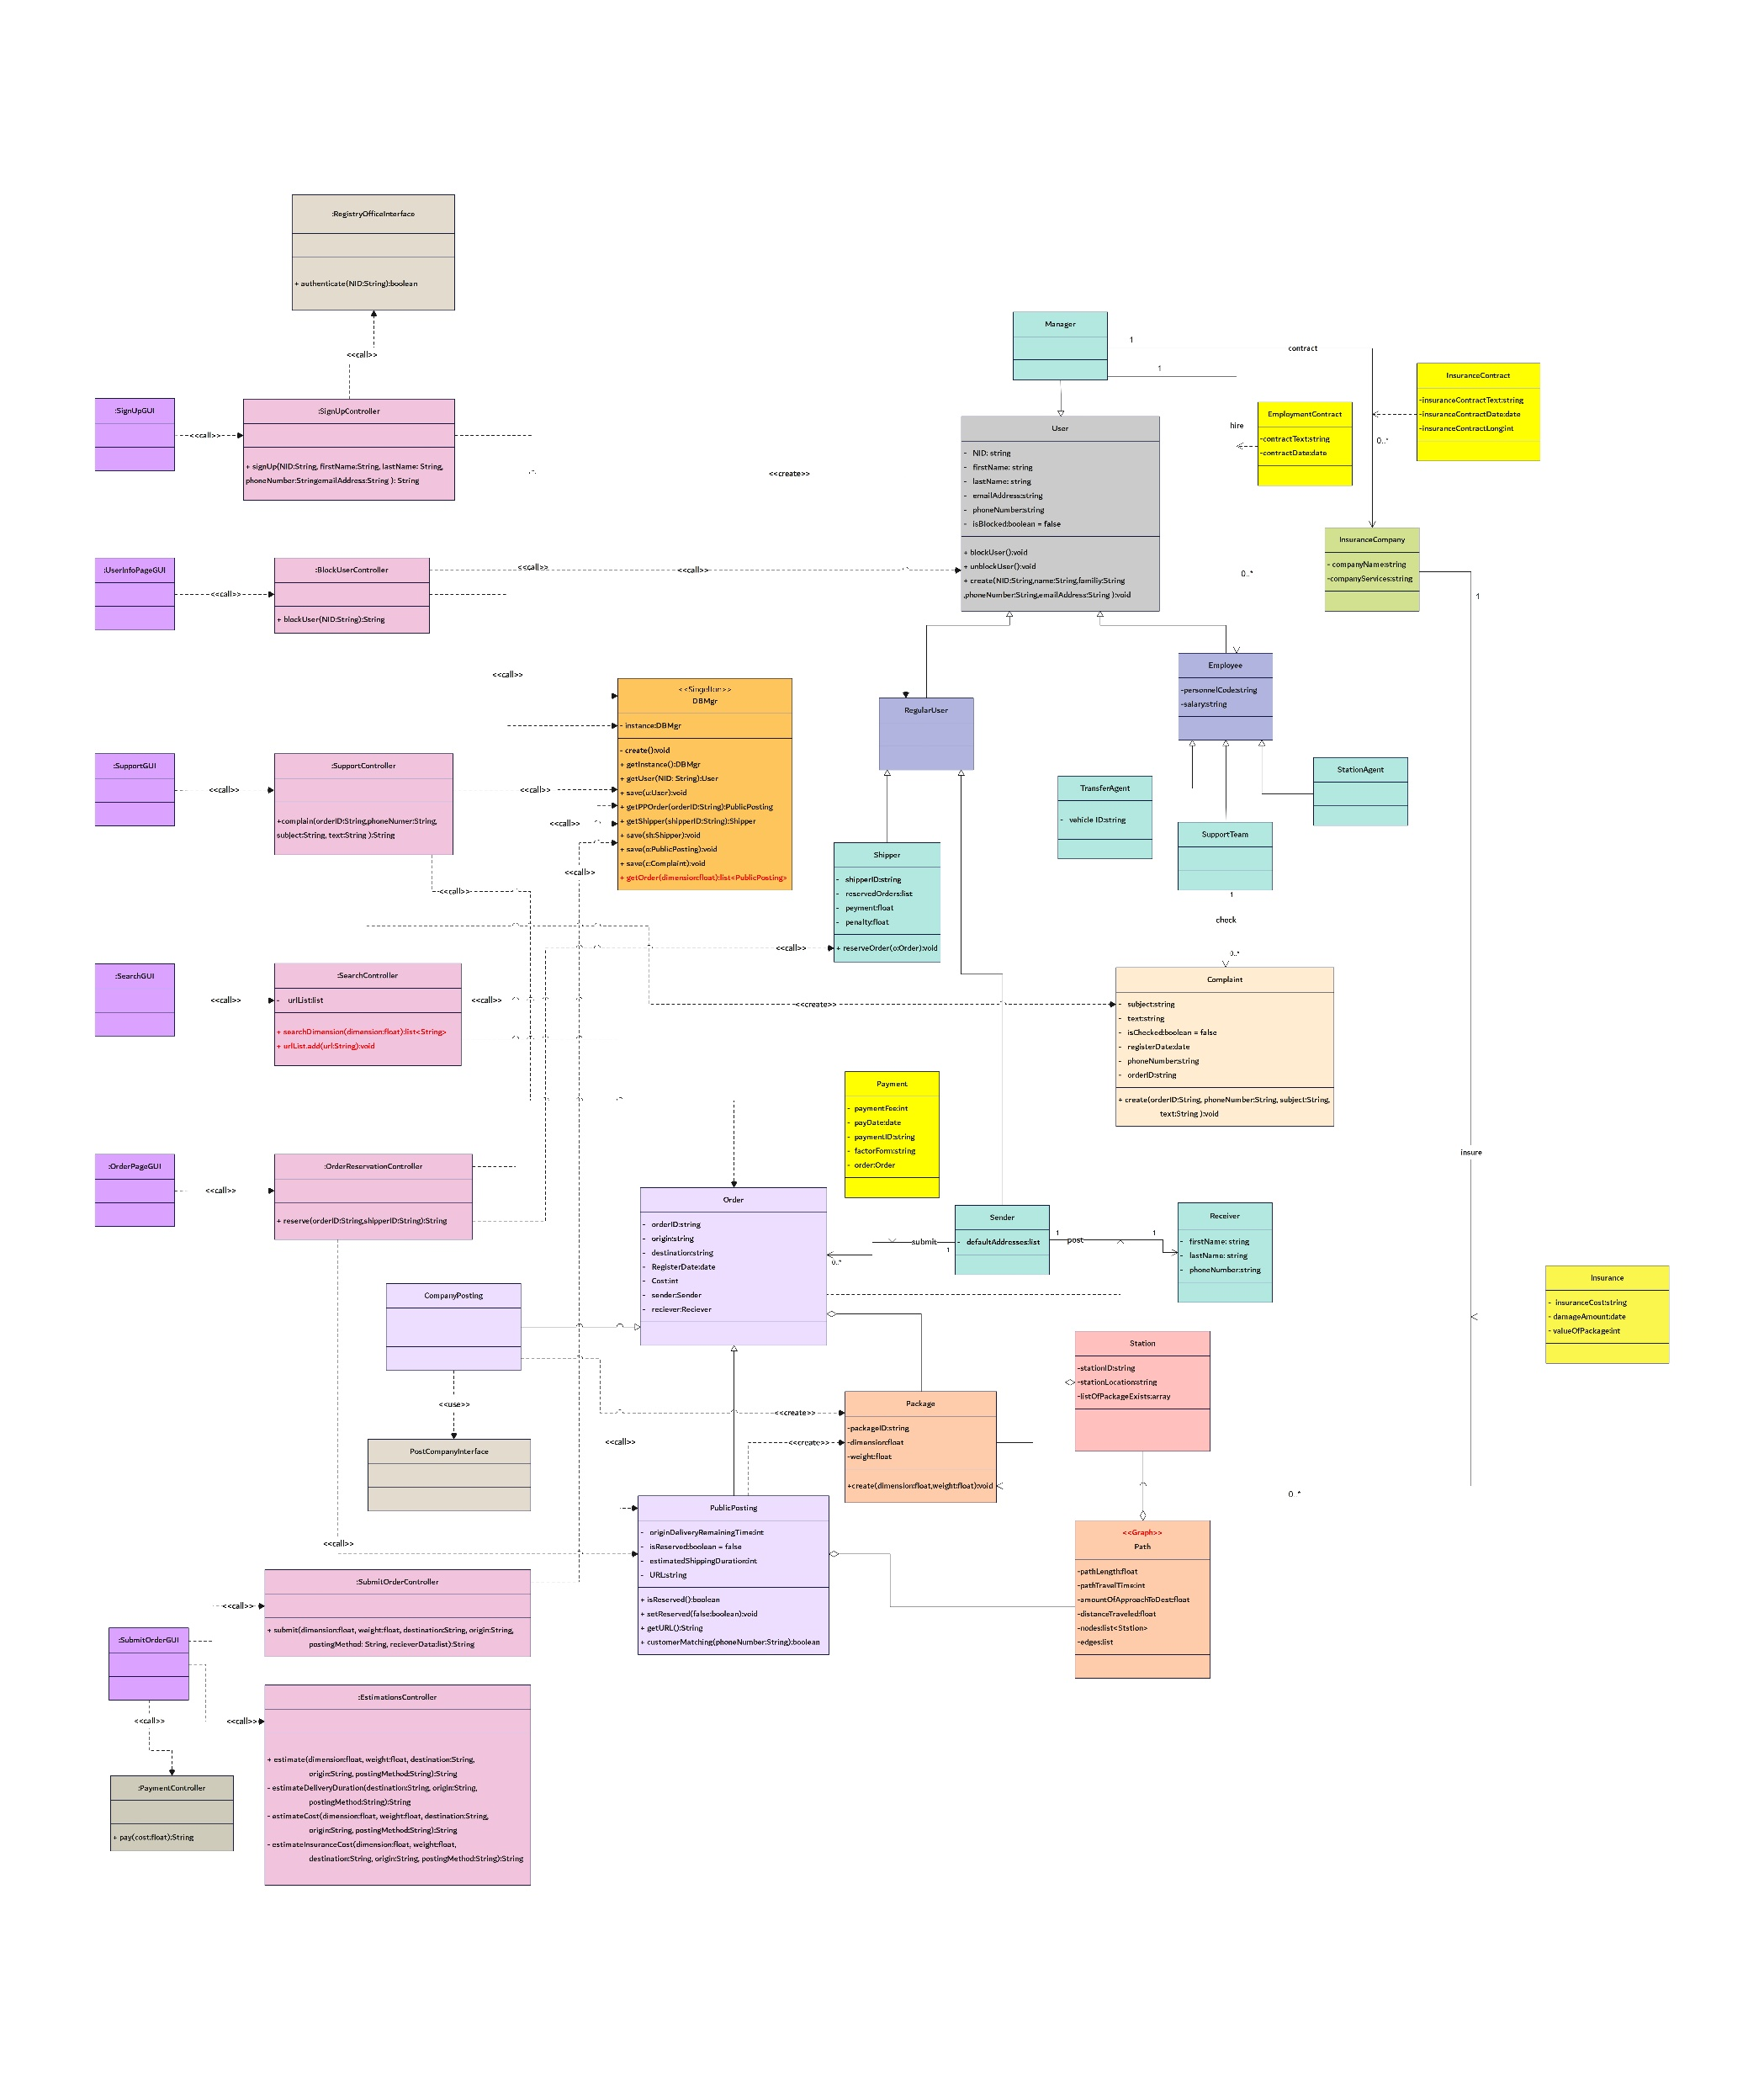 :RegistryOfficeInterface
+ authenticate(NID:String):boolean
<<call>>
:SignUpGUI
<<call>>
:SignUpController
+ signUp(NID:String, firstName:String, lastName: String,
phoneNumber:StringemailAddress:String ): String
<<create>>
Manager
1
contract
1
InsuranceContract
-insuranceContractText:string
-insuranceContractDate:date
-insuranceContractLong:int
EmploymentContract
-contractText:string
-contractDate:date
hire
0..*
User
- NID: string
- firstName: string
- lastName: string
- emailAddress:string
- phoneNumber:string
- isBlocked:boolean = false
+ blockUser():void
+ unblockUser():void
+ create(NID:String,name:String,familiy:String
,phoneNumber:String,emailAddress:String ):void
0..*
InsuranceCompany
- companyName:string
-companyServices:string
1
:UserInfoPageGUI
<<call>>
:BlockUserController
+ blockUser(NID:String):String
<<call>>
<<call>>
<<call>>
<<Singelton>>
DBMgr
- instance:DBMgr
- create():void
+ getInstance():DBMgr
+ getUser(NID: String):User
+ save(u:User):void
+ getPPOrder(orderID:String):PublicPosting
+ getShipper(shipperID:String):Shipper
+ save(sh:Shipper):void
+ save(o:PublicPosting):void
+ save(c:Complaint):void
+ getOrder(dimension:float):list<PublicPosting>
RegularUser
Employee
-personnelCode:string
-salary:string
:SupportGUI
<<call>>
:SupportController
+complain(orderID:String,phoneNumer:String,
subject:String, text:String ):String
<<call>>
<<call>>
<<call>>
<<call>>
TransferAgent
- vehicle ID:string
SupportTeam
StationAgent
1
check
0..*
Shipper
- shipperID:string
- reservedOrders:list
- peyment:float
- penalty:float
+ reserveOrder(o:Order):void
<<call>>
:SearchGUI
<<call>>
:SearchController
- urlList:list
+ searchDimension(dimension:float):list<String>
+ urlList.add(url:String):void
<<call>>
<<create>>
Complaint
- subject:string
- text:string
- isChecked:boolean = false
- registerDate:date
- phoneNumber:string
- orderID:string
+ create(orderID:String, phoneNumber:String, subject:String,
text:String ):void
Payment
- paymentFee:int
- payDate:date
- paymentID:string
- factorForm:string
- order:Order
insure
:OrderPageGUI
<<call>>
:OrderReservationController
+ reserve(orderID:String,shipperID:String):String
Order
- orderID:string
- origin:string
- destination:string
- RegisterDate:date
- Cost:int
- sender:Sender
- reciever:Reciever
0..*
submit
1
Sender
- defaultAddresses:list
1
post
1
Receiver
- firstName: string
- lastName: string
- phoneNumber:string
Insurance
- insuranceCost:string
- damageAmount:date
- valueOfPackage:int
CompanyPosting
<<use>>
PostCompanyInterface
<<create>>
<<create>>
<<call>>
Package
-packageID:string
-dimension:float
-weight:float
+create(dimension:float,weight:float):void
Station
-stationID:string
-stationLocation:string
-listOfPackageExists:array
0..*
<<call>>
PublicPosting
- originDeliveryRemainingTime:int
- isReserved:boolean = false
- estimatedShippingDuration:int
- URL:string
+ isReserved():boolean
+ setReserved(false:boolean):void
+ getURL():String
+ customerMatching(phoneNumber:String):boolean
<<Graph>>
Path
-pathLength:float
-pathTravelTime:int
-amountOfApproachToDest:float
-distanceTraveled:float
-nodes:list<Ststion>
-edges:list
:SubmitOrderController
+ submit(dimension:float, weight:float, destination:String, origin:String,
postingMethod: String, recieverData:list):String
<<call>>
:SubmitOrderGUI
<<call>>
<<call>>
:EstimationsController
+ estimate(dimension:float, weight:float, destination:String,
origin:String, postingMethod:String):String
- estimateDeliveryDuration(destination:String, origin:String,
postingMethod:String):String
- estimateCost(dimension:float, weight:float, destination:String,
origin:String, postingMethod:String):String
- estimateInsuranceCost(dimension:float, weight:float,
destination:String, origin:String, postingMethod:String):String
:PaymentController
+ pay(cost:float):String